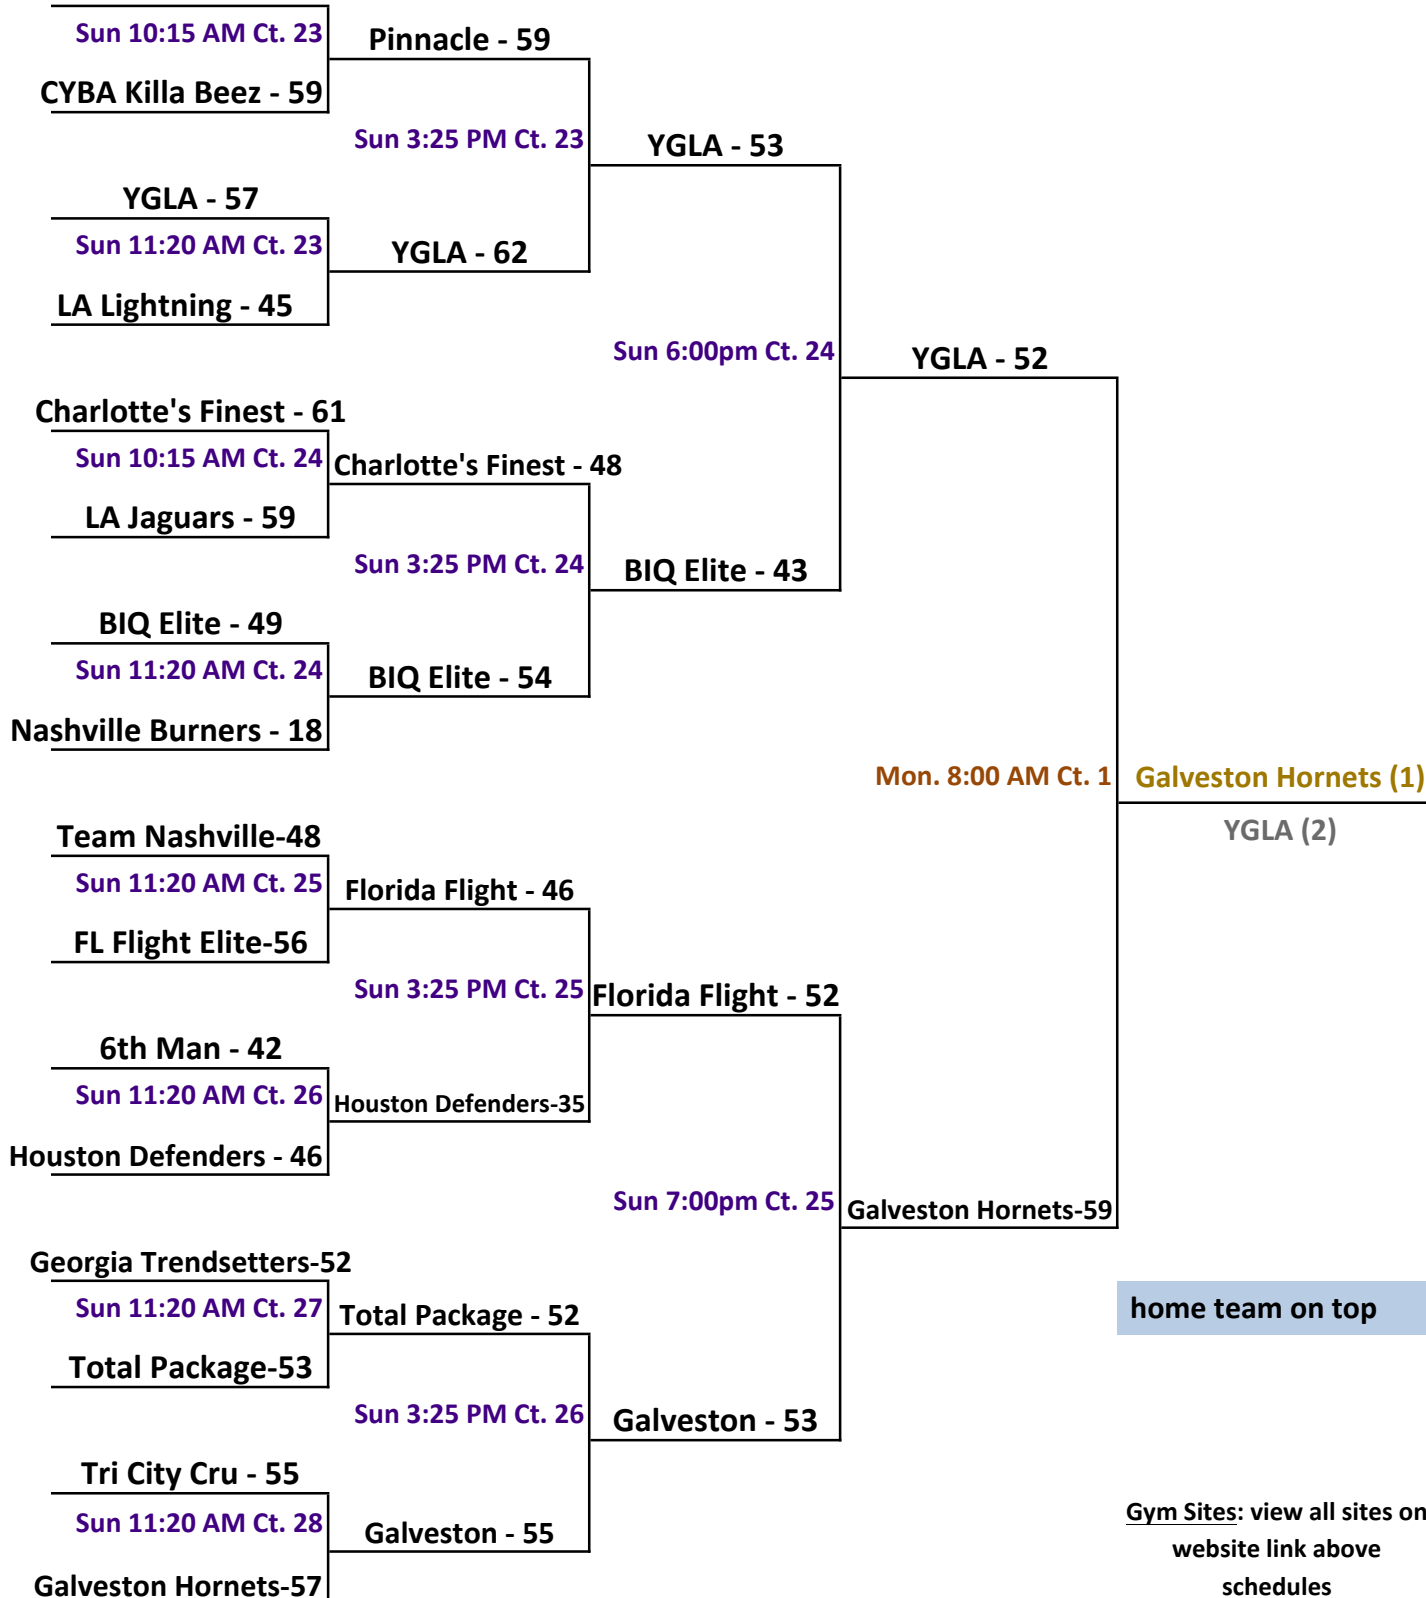 Sun 10:15 AM Ct. 23
Pinnacle - 59
CYBA Killa Beez - 59
Sun 3:25 PM Ct. 23
YGLA - 53
YGLA - 57
Sun 11:20 AM Ct. 23
YGLA - 62
LA Lightning - 45
Sun 6:00pm Ct. 24
YGLA - 52
Charlotte's Finest - 61
Sun 10:15 AM Ct. 24
Charlotte's Finest - 48
LA Jaguars - 59
Sun 3:25 PM Ct. 24
BIQ Elite - 43
BIQ Elite - 49
Sun 11:20 AM Ct. 24
BIQ Elite - 54
Nashville Burners - 18
Mon. 8:00 AM Ct. 1
Galveston Hornets (1)
YGLA (2)
Team Nashville-48
Sun 11:20 AM Ct. 25
Florida Flight - 46
FL Flight Elite-56
Sun 3:25 PM Ct. 25
Florida Flight - 52
6th Man - 42
Sun 11:20 AM Ct. 26
Houston Defenders-35
Houston Defenders - 46
Sun 7:00pm Ct. 25
Galveston Hornets-59
Georgia Trendsetters-52
Sun 11:20 AM Ct. 27
Total Package - 52
home team on top
Total Package-53
Sun 3:25 PM Ct. 26
Galveston - 53
Tri City Cru - 55
Sun 11:20 AM Ct. 28
Galveston - 55
Galveston Hornets-57
Gym Sites: view all sites on
website link above
schedules